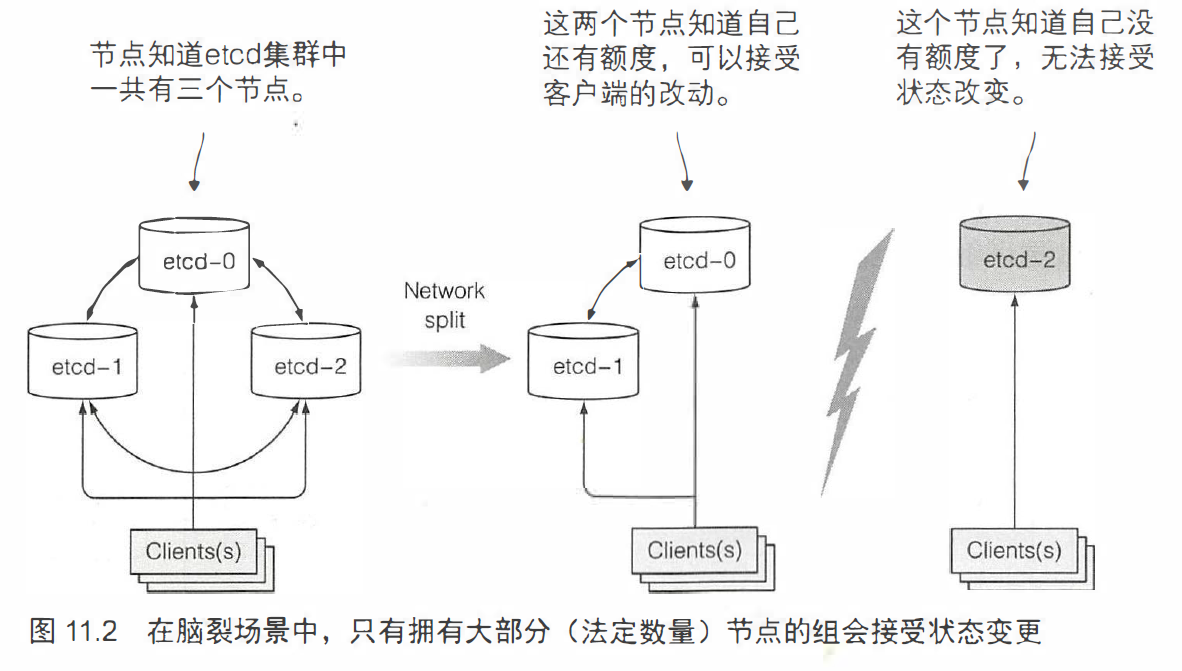 节点知道etcd集群中
一共有三个节点。
这两个节点知道自己
还有额度，可以接受
客户端的改动。
这个节点知道自己没
有额度了，无法接受
状态改变。
etcd-0
etcd-1
etcd-2
Clients(s)
Network
split
etcd-0
etcd-1
Clients(s)
etcd-2
Clients(s)
图 11.2 在脑裂场景中，只有拥有大部分（法定数量）节点的组会接受状态变更